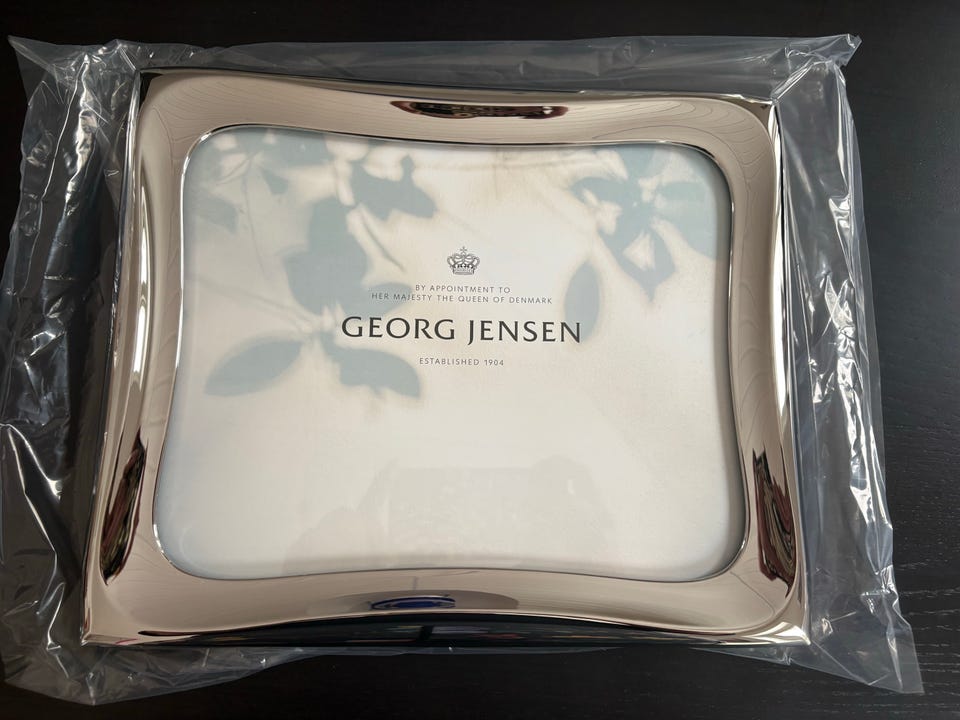 BY APPOINTMENT TO
HER MAJESTY THE QUEEN OF DENMARK
GEORG JENSEN
ESTABLISHED 1904